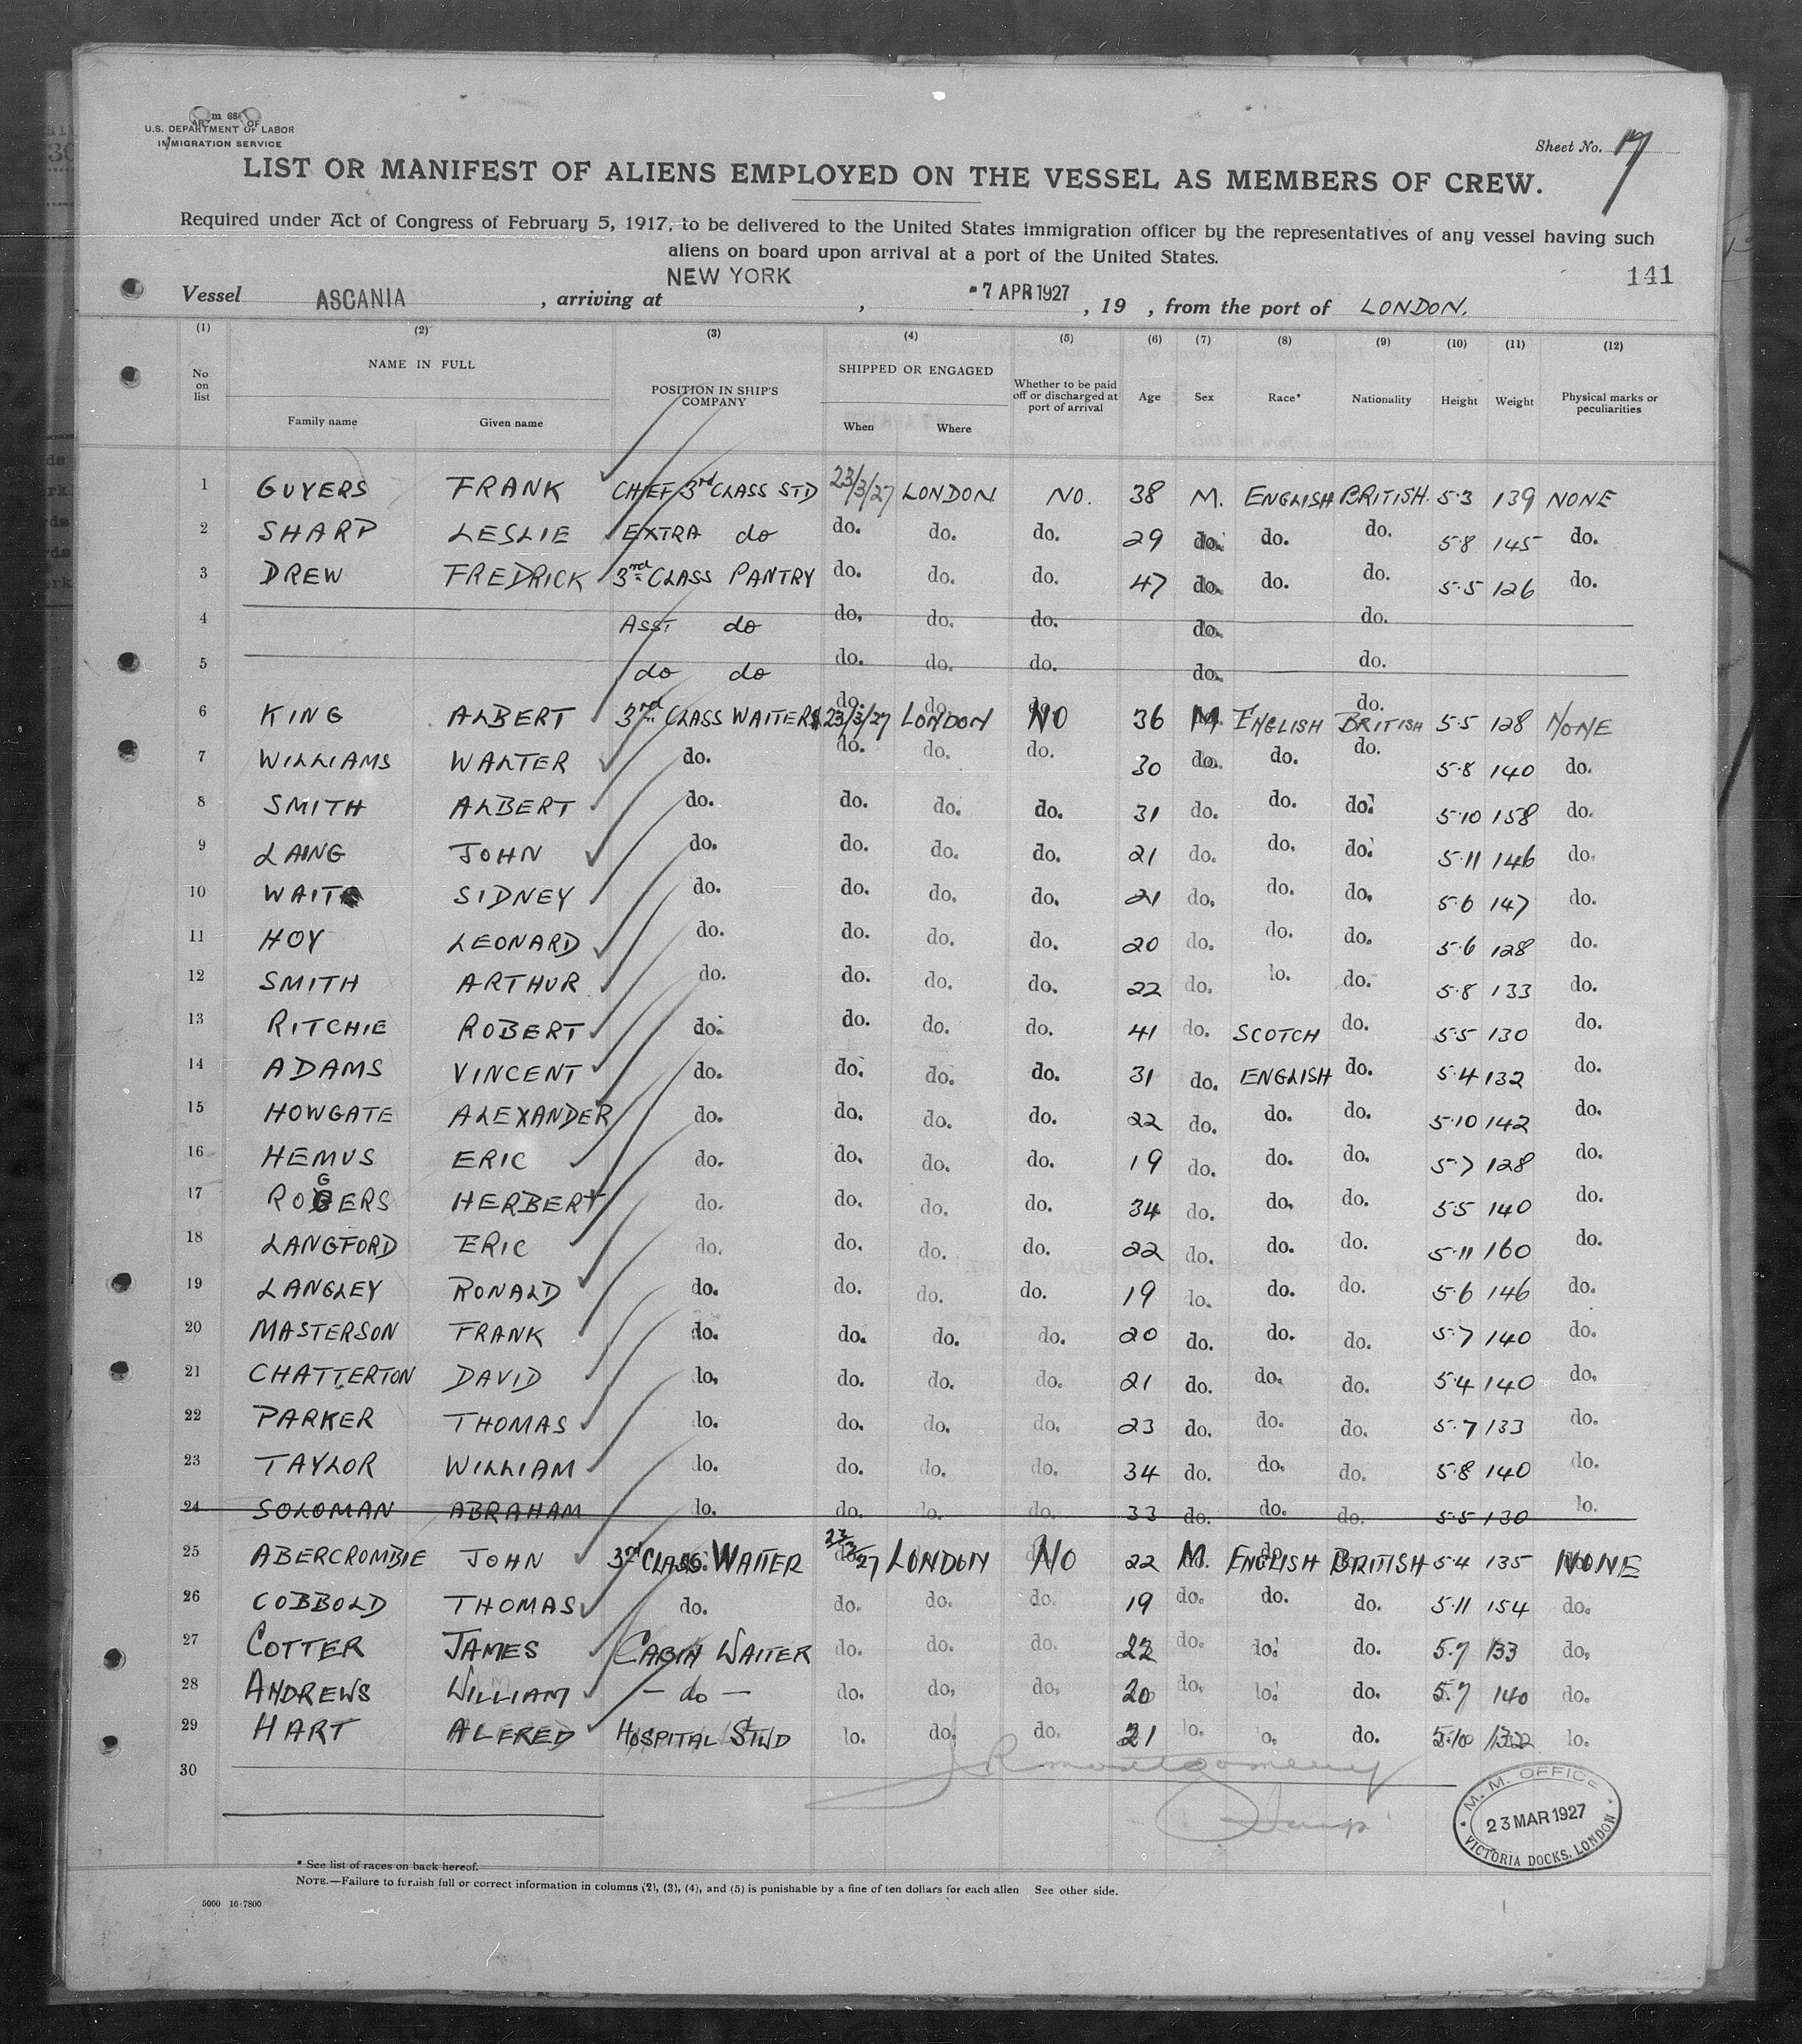 U.S. DEPARTMENT OF LABOR
IMMIGRATION SERVICE
Sheet No. 17
LIST OR MANIFEST OF ALIENS EMPLOYED ON THE VESSEL AS MEMBERS OF CREW.
Required under Act of Congress of February 5, 1917, to be delivered to the United States immigration officer by the representatives of any vessel having such
aliens on board upon arrival at a port of the United States.
141
Vessel ASCANIA , arriving at NEW YORK , 7 APR 1927 , 19 , from the port of LONDON.
(1) (2) (3) (4) (5) (6) (7) (8) (9) (10) (11) (12)
No on list NAME IN FULL Family name Given name POSITION IN SHIP'S COMPANY SHIPPED OR ENGAGED When Where Whether to be paid off or discharged at port of arrival Age Sex Race* Nationality Height Weight Physical marks or peculiarities
1 GUYERS FRANK CHIEF 3rd CLASS STD 23/3/27 LONDON NO. 38 M. ENGLISH BRITISH. 5·3 139 NONE
2 SHARP LESLIE EXTRA do do. do. do. 29 do. do. do. 5·8 145 do.
3 DREW FREDRICK 3rd CLASS PANTRY do. do. do. 47 do. do. do. 5·5 126 do.
4 ASST do do. do. do. do. do.
5 do do do. do. do. do. do.
6 KING ALBERT 3rd CLASS WAITERS 23/3/27 LONDON NO 36 M ENGLISH BRITISH 5·5 128 NONE
7 WILLIAMS WALTER do. do. do. do. 30 do. do. do. 5·8 140 do.
8 SMITH ALBERT do. do. do. do. 31 do. do. do. 5·10 158 do.
9 LAING JOHN do. do. do. do. 21 do. do. do. 5·11 146 do.
10 WAIT SIDNEY do. do. do. do. 21 do. do. do. 5·6 147 do.
11 HOY LEONARD do. do. do. do. 20 do. do. do. 5·6 128 do.
12 SMITH ARTHUR do. do. do. do. 22 do. do. do. 5·8 133 do.
13 RITCHIE ROBERT do. do. do. do. 41 do. SCOTCH do. 5·5 130 do.
14 ADAMS VINCENT do. do. do. do. 31 do. ENGLISH do. 5·4 132 do.
15 HOWGATE ALEXANDER do. do. do. do. 22 do. do. do. 5·10 142 do.
16 HEMUS ERIC do. do. do. do. 19 do. do. do. 5·7 128 do.
17 ROGERS HERBERT do. do. do. do. 34 do. do. do. 5·5 140 do.
18 LANGFORD ERIC do. do. do. do. 22 do. do. do. 5·11 160 do.
19 LANGLEY RONALD do. do. do. do. 19 do. do. do. 5·6 146 do.
20 MASTERSON FRANK do. do. do. do. 20 do. do. do. 5·7 140 do.
21 CHATTERTON DAVID do. do. do. do. 21 do. do. do. 5·4 140 do.
22 PARKER THOMAS do. do. do. do. 23 do. do. do. 5·7 133 do.
23 TAYLOR WILLIAM do. do. do. do. 34 do. do. do. 5·8 140 do.
24 SOLOMAN ABRAHAM do. do. do. do. 33 do. do. do. 5·5 130 do.
25 ABERCROMBIE JOHN 3rd CLASS WAITER 23/3/27 LONDON NO 22 M. ENGLISH BRITISH 5·4 135 NONE
26 COBBOLD THOMAS do. do. do. do. 19 do. do. do. 5·11 154 do.
27 COTTER JAMES CABIN WAITER do. do. do. 22 do. do. do. 5·7 133 do.
28 ANDREWS WILLIAM — do — do. do. do. 20 do. do. do. 5·7 140 do.
29 HART ALFRED HOSPITAL STWD do. do. do. 21 do. do. do. 5·10 132 do.
30
J R Montgomery
M. M. OFFICE
23 MAR 1927
VICTORIA DOCKS, LONDON
* See list of races on back hereof.
NOTE.—Failure to furnish full or correct information in columns (2), (3), (4), and (5) is punishable by a fine of ten dollars for each alien See other side.
5000 16-7800